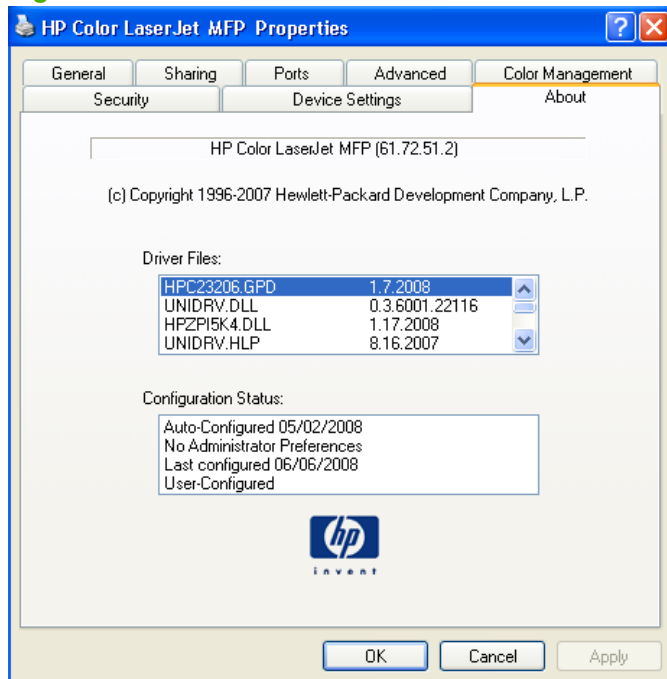 HP Color LaserJet MFP Properties
General Sharing Ports Advanced Color Management
Security Device Settings About
HP Color LaserJet MFP (61.72.51.2)
(c) Copyright 1996-2007 Hewlett-Packard Development Company, L.P.
Driver Files:
HPC23206.GPD 1.7.2008
UNIDRV.DLL 0.3.6001.22116
HPZPI5K4.DLL 1.17.2008
UNIDRV.HLP 8.16.2007
Configuration Status:
Auto-Configured 05/02/2008
No Administrator Preferences
Last configured 06/06/2008
User-Configured
hp
invent
OK Cancel Apply